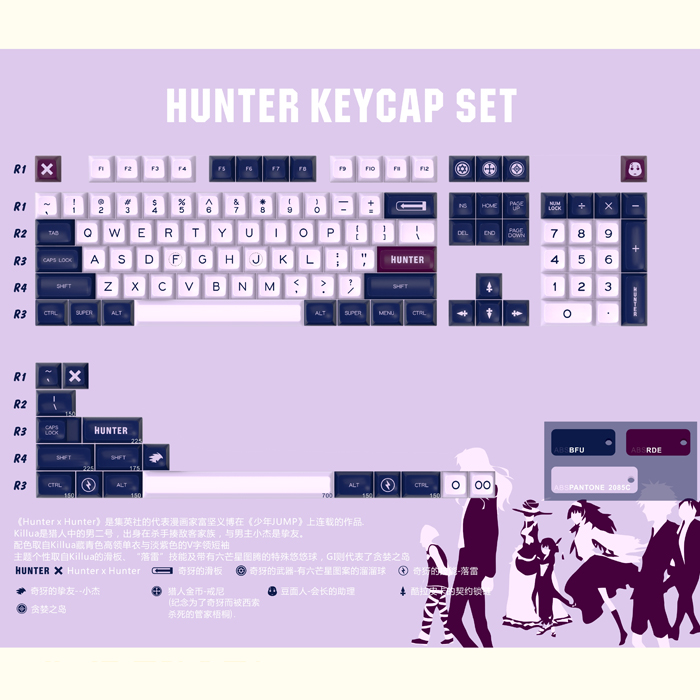 HUNTER KEYCAP SET
R1 F1 F2 F3 F4 F5 F6 F7 F8 F9 F10 F11 F12
R1 ~ ` ! 1 @ 2 # 3 $ 4 % 5 ^ 6 & 7 * 8 ( 9 ) 0 _ - + = INS HOME PAGE UP NUM LOCK ÷ × −
R2 TAB Q W E R T Y U I O P { [ } ] | \ DEL END PAGE DOWN 7 8 9
R3 CAPS LOCK A S D F G H J K L : ; " ' HUNTER 4 5 6 +
R4 SHIFT Z X C V B N M < , > . ? / SHIFT 1 2 3
R3 CTRL SUPER ALT ALT SUPER MENU CTRL 0 . HUNTER
R1 ~ `
R2 | \ 150
R3 CAPS LOCK HUNTER 225
R4 SHIFT 225 SHIFT 175
R3 CTRL 150 150 700 ALT 150 CTRL 150 O OO
ABS BFU ABS RDE
ABS PANTONE 2085C
《Hunter x Hunter》是集英社的代表漫画家富坚义博在《少年JUMP》上连载的作品.
Killua是猎人中的男二号，出身在杀手揍敌客家族，与男主小杰是挚友。
配色取自Killua最青色高领单衣与淡紫色的V字领短袖
主题个性取自Killua的滑板、“落雷”技能及带有六芒星图腾的特殊悠悠球，GI则代表了贪婪之岛
HUNTER X Hunter x Hunter 奇犽的滑板 奇犽的武器-有六芒星图案的溜溜球 奇犽的 -落雷
奇犽的挚友--小杰 猎人金币-戒尼 豆面人-会长的助理 酷拉皮卡的契约锁链
(纪念为了奇犽而被西索
贪婪之岛 杀死的管家梧桐).